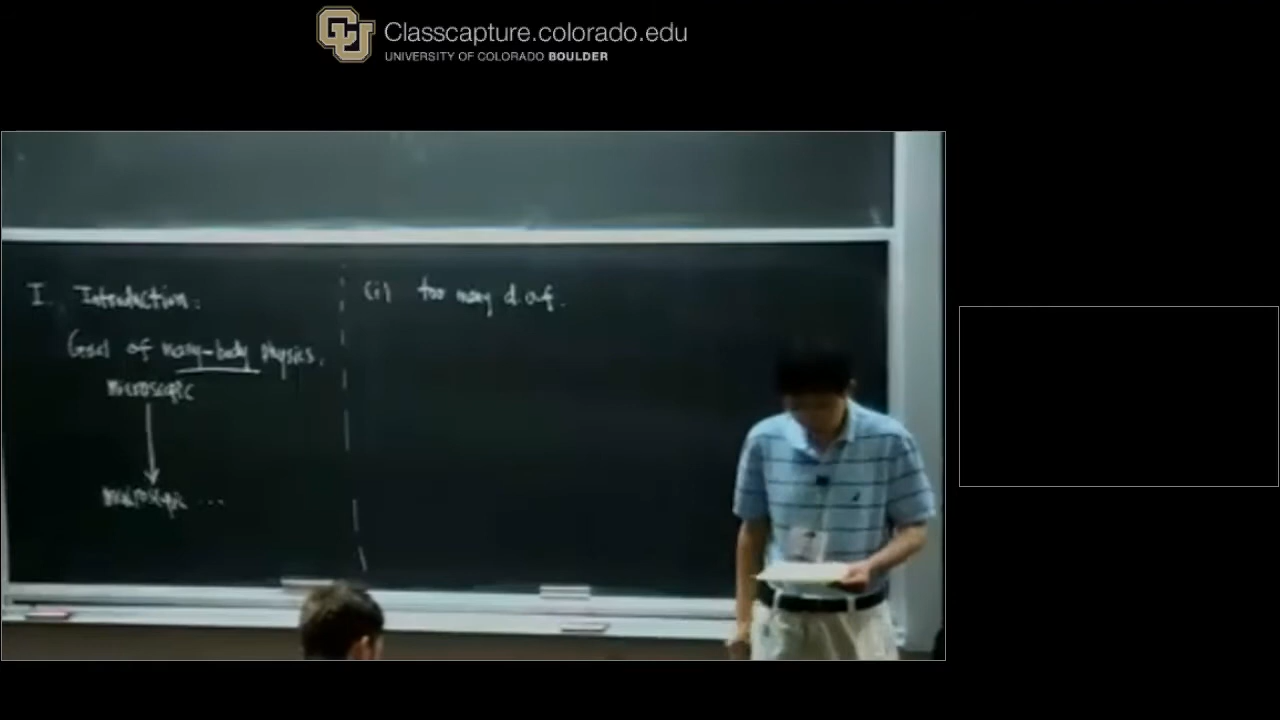 Classcapture.colorado.edu
UNIVERSITY OF COLORADO BOULDER
I. Introduction:
Goal of many-body physics.
microscopic
macroscopic ...
(i) too many d.o.f.